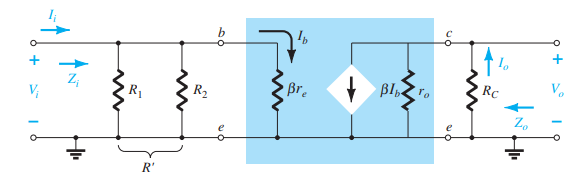 I_i
b
I_b
c
+
Z_i
I_o
+
V_i
R_1
R_2
βr_e
βI_b
r_o
R_C
V_o
−
e
e
Z_o
−
R'